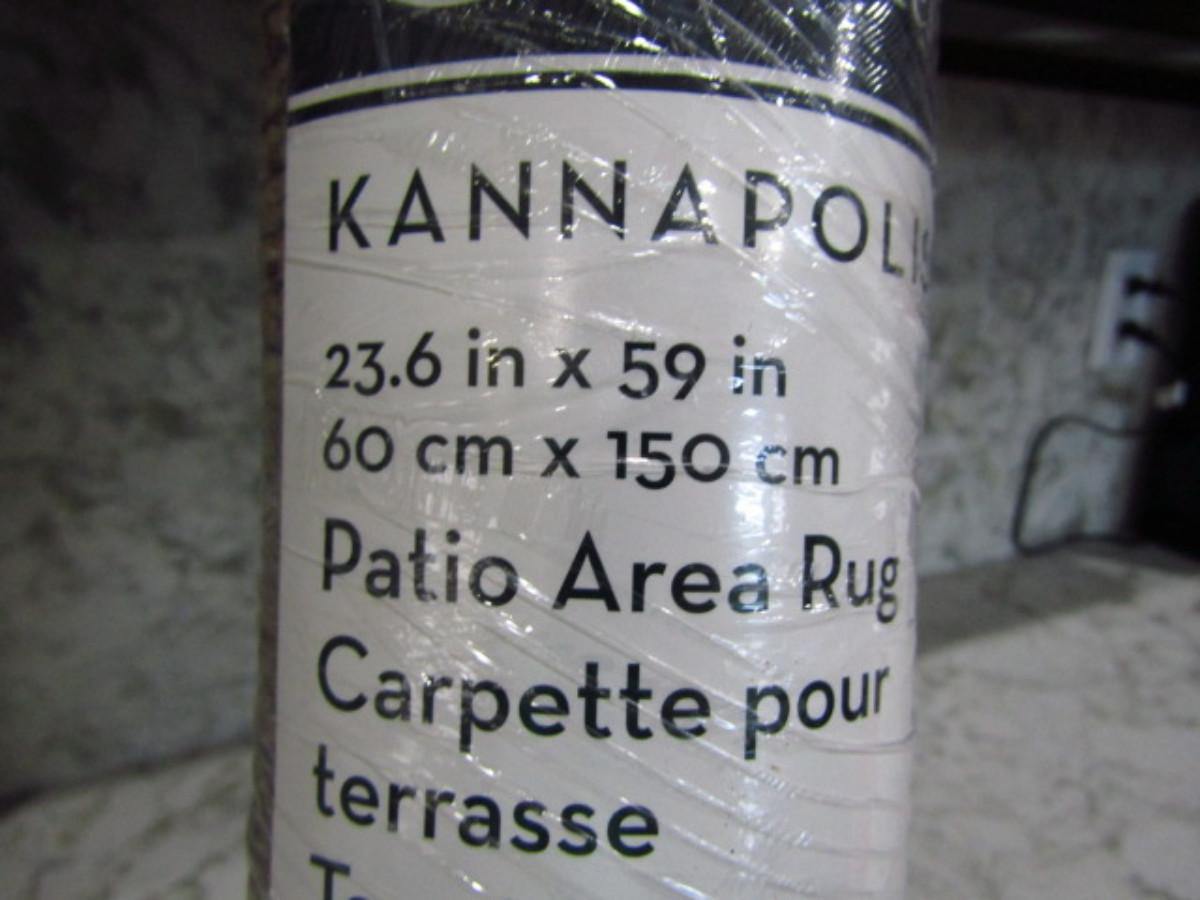 KANNAPOLIS
23.6 in x 59 in
60 cm x 150 cm
Patio Area Rug
Carpette pour
terrasse